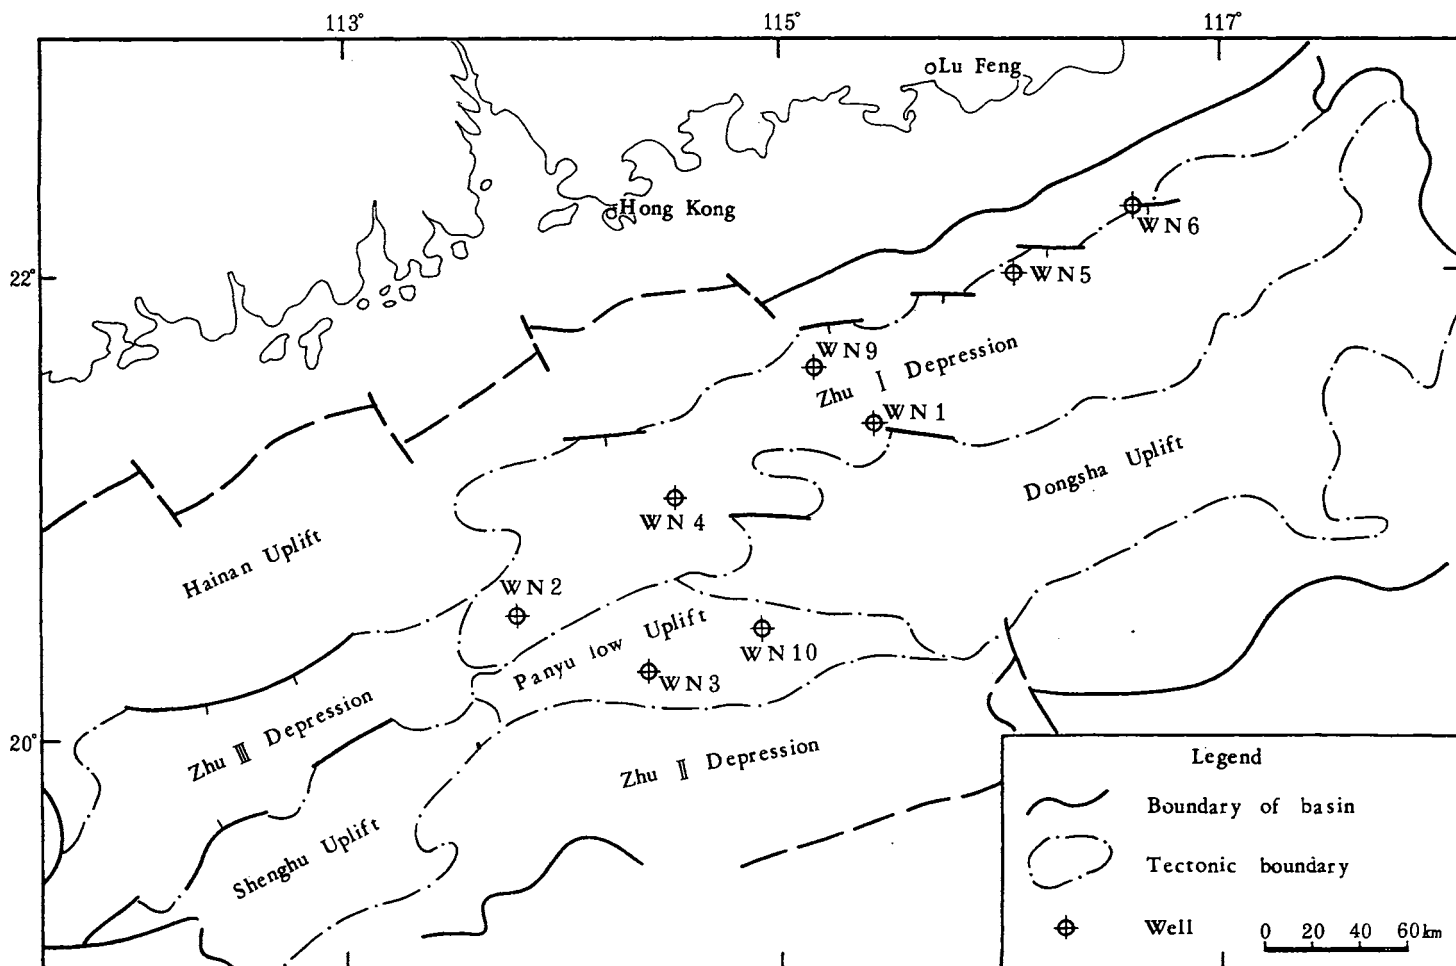 113° 115° 117°
Lu Feng
Hong Kong
WN6
22°
WN5
WN9
Zhu Ⅰ Depression
WN1
Dongsha Uplift
WN4
Hainan Uplift
WN2
Panyu low Uplift
WN10
WN3
Zhu Ⅲ Depression
20°
Zhu Ⅱ Depression
Shenghu Uplift
Legend
Boundary of basin
Tectonic boundary
Well
0 20 40 60km